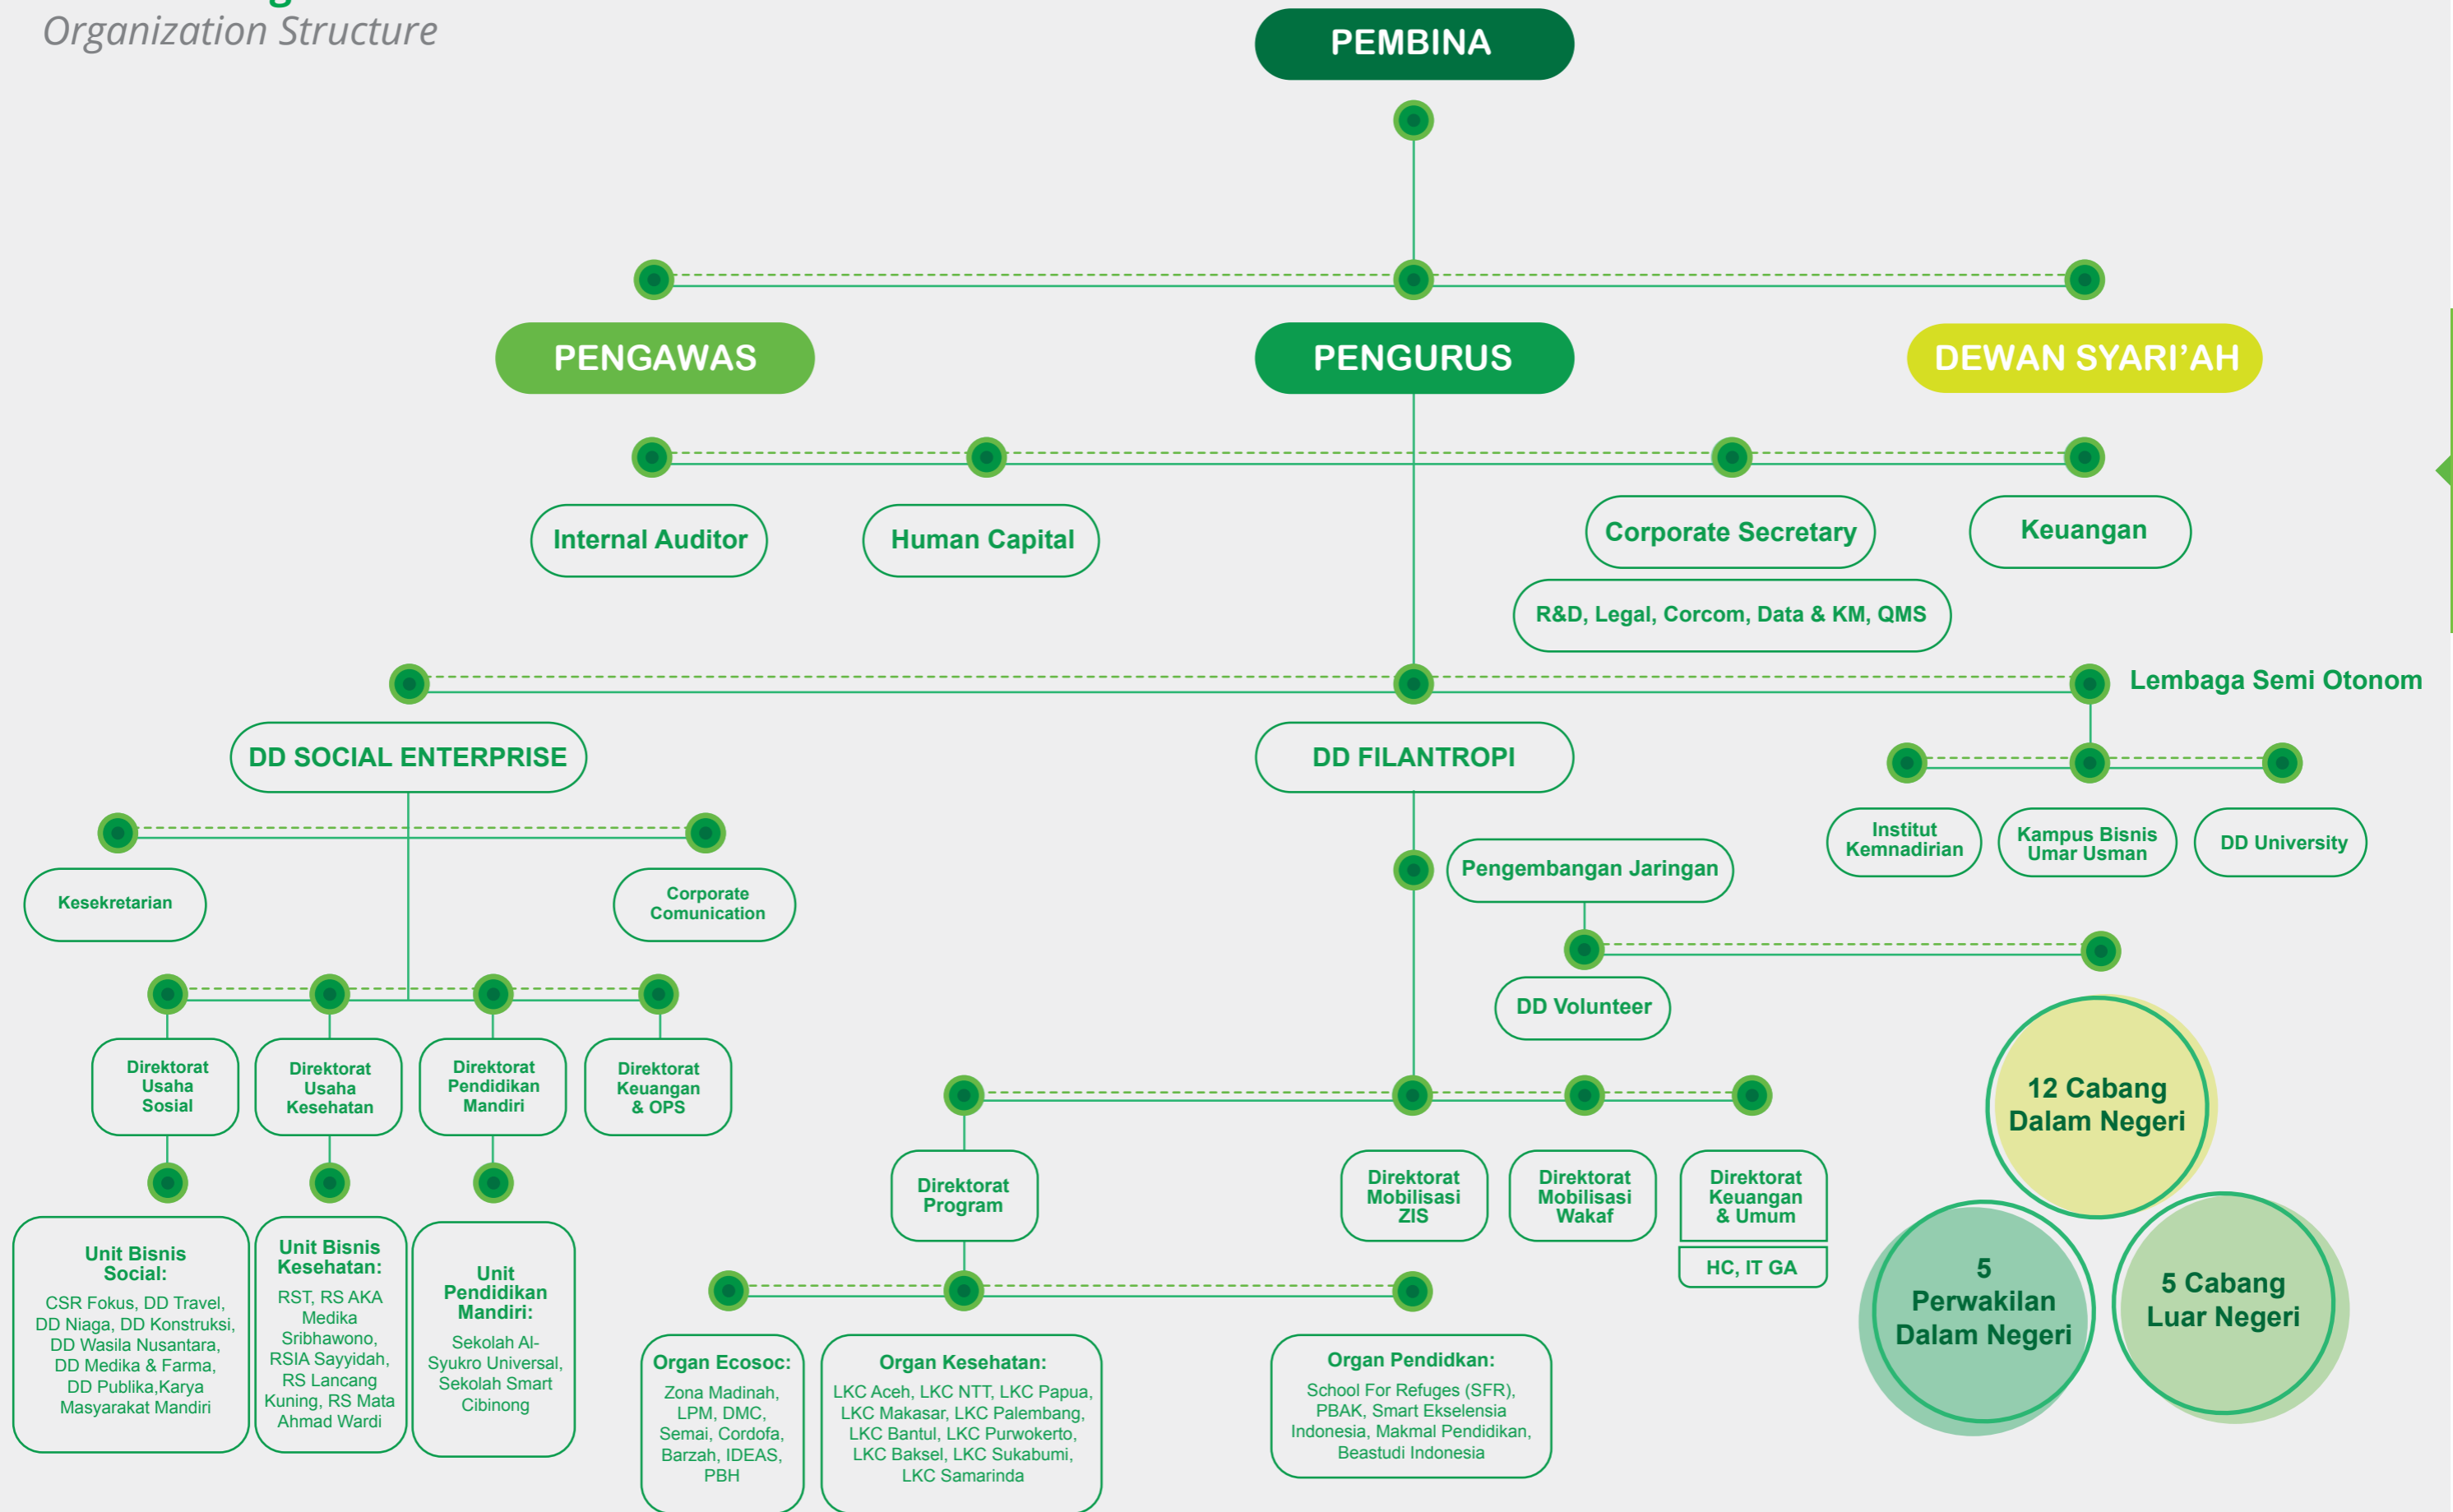 Organization Structure
PEMBINA
PENGAWAS
PENGURUS
DEWAN SYARI’AH
Internal Auditor
Human Capital
Corporate Secretary
Keuangan
R&D, Legal, Corcom, Data & KM, QMS
Lembaga Semi Otonom
DD SOCIAL ENTERPRISE
DD FILANTROPI
Institut
Kemnadirian
Kampus Bisnis
Umar Usman
DD University
Pengembangan Jaringan
Kesekretarian
Corporate
Comunication
DD Volunteer
Direktorat
Usaha
Sosial
Direktorat
Usaha
Kesehatan
Direktorat
Pendidikan
Mandiri
Direktorat
Keuangan
& OPS
12 Cabang
Dalam Negeri
5
Perwakilan
Dalam Negeri
5 Cabang
Luar Negeri
Direktorat
Program
Direktorat
Mobilisasi
ZIS
Direktorat
Mobilisasi
Wakaf
Direktorat
Keuangan
& Umum
HC, IT GA
Unit Bisnis
Social:
CSR Fokus, DD Travel,
DD Niaga, DD Konstruksi,
DD Wasila Nusantara,
DD Medika & Farma,
DD Publika,Karya
Masyarakat Mandiri
Unit Bisnis
Kesehatan:
RST, RS AKA
Medika
Sribhawono,
RSIA Sayyidah,
RS Lancang
Kuning, RS Mata
Ahmad Wardi
Unit
Pendidikan
Mandiri:
Sekolah Al-
Syukro Universal,
Sekolah Smart
Cibinong
Organ Ecosoc:
Zona Madinah,
LPM, DMC,
Semai, Cordofa,
Barzah, IDEAS,
PBH
Organ Kesehatan:
LKC Aceh, LKC NTT, LKC Papua,
LKC Makasar, LKC Palembang,
LKC Bantul, LKC Purwokerto,
LKC Baksel, LKC Sukabumi,
LKC Samarinda
Organ Pendidkan:
School For Refuges (SFR),
PBAK, Smart Ekselensia
Indonesia, Makmal Pendidikan,
Beastudi Indonesia